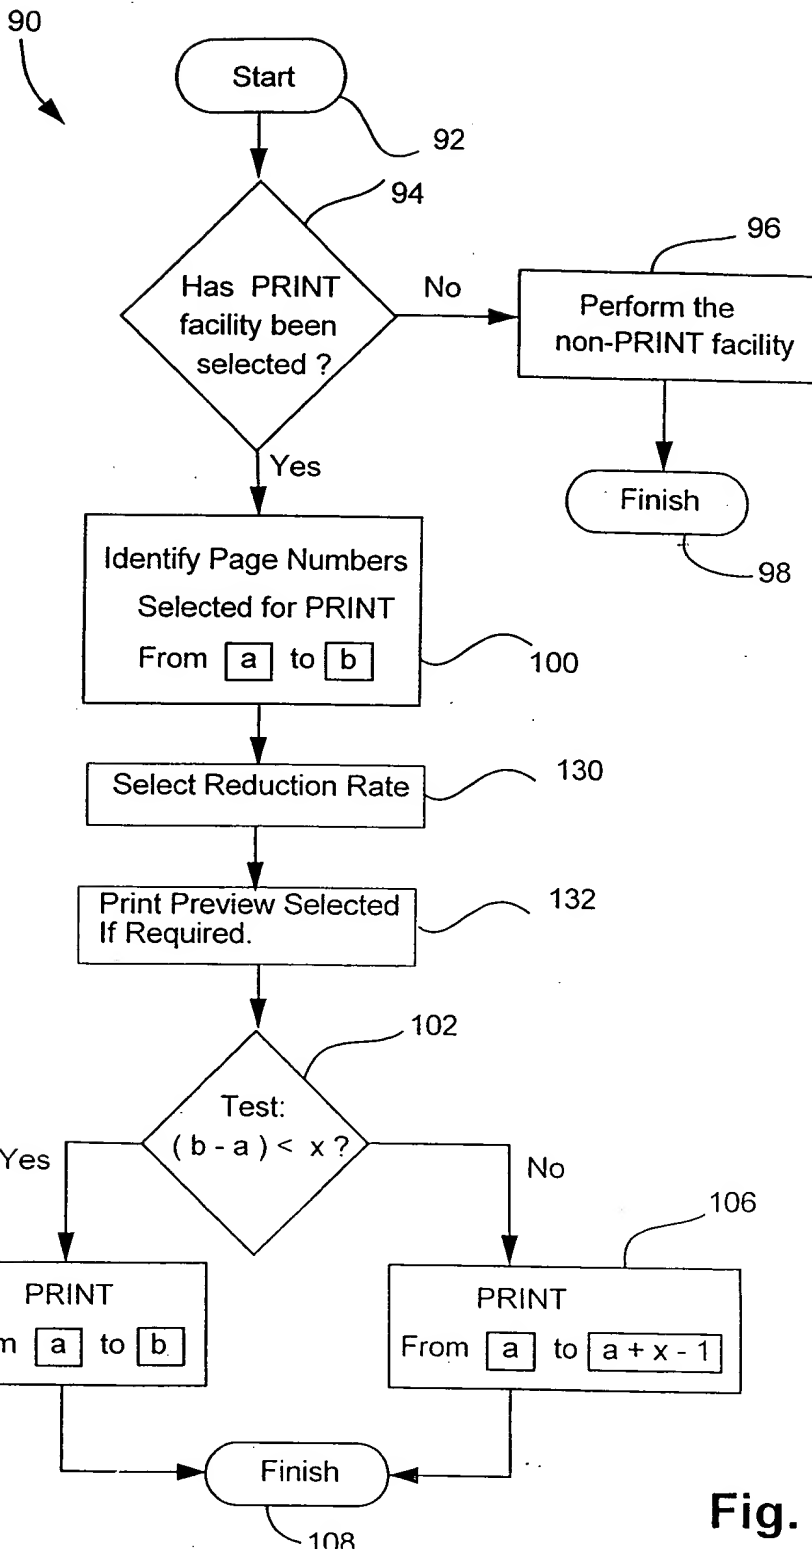 90
Start
92
94
96
Has PRINT
facility been
selected ?
No
Perform the
non-PRINT facility
Yes
Finish
98
Identify Page Numbers
Selected for PRINT
From a to b
100
Select Reduction Rate
130
Print Preview Selected
If Required.
132
102
Test:
( b - a ) < x ?
Yes
No
106
PRINT
a to b
PRINT
From a to a + x - 1
Finish
108
Fig.